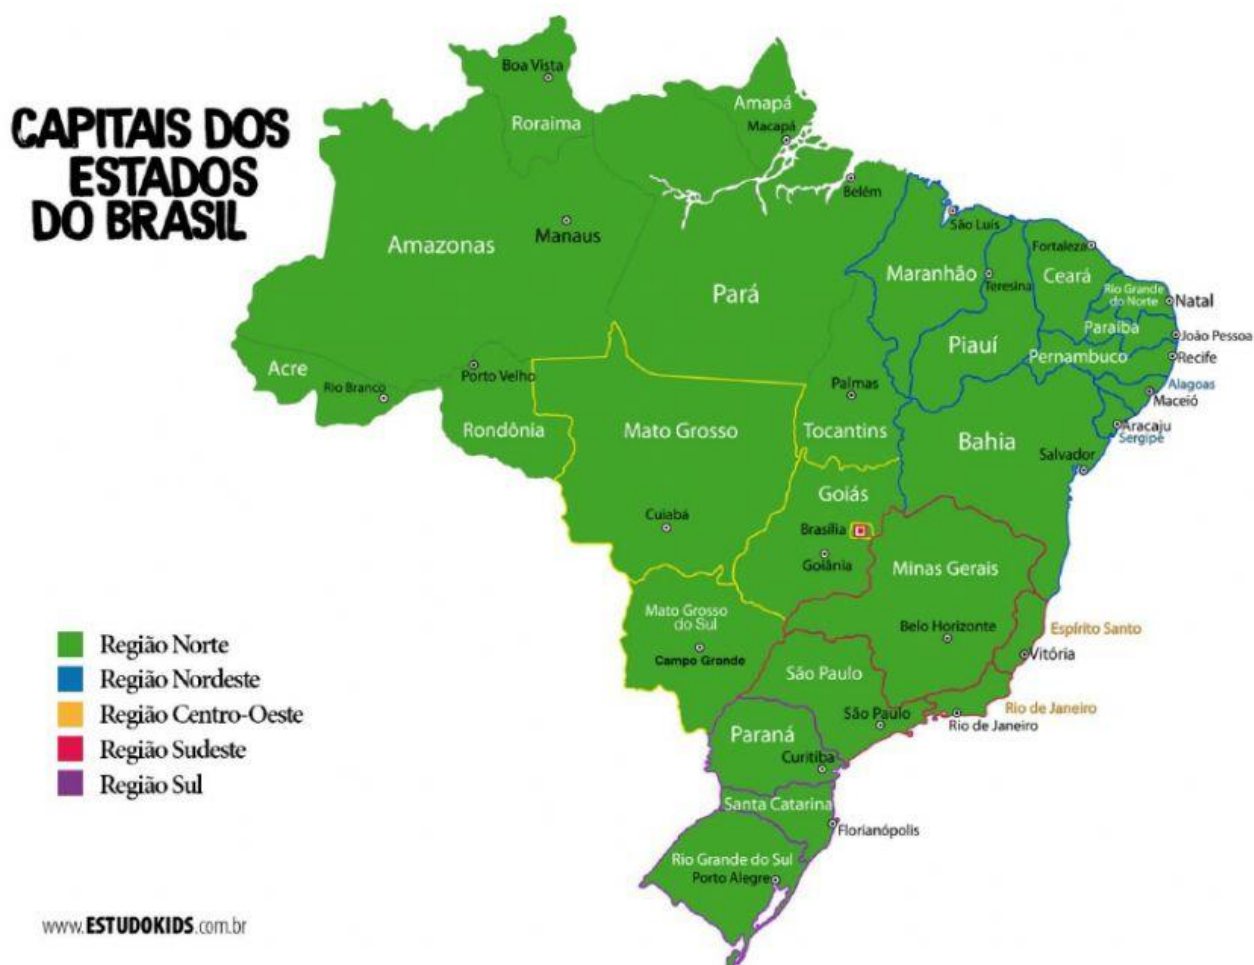 CAPITAIS DOS
ESTADOS
DO BRASIL
Boa Vista
Roraima
Amapá
Macapá
Belém
Amazonas
Manaus
Pará
São Luís
Maranhão
Teresina
Fortaleza
Ceará
Rio Grande
do Norte
Natal
Paraíba
João Pessoa
Piauí
Pernambuco
Recife
Alagoas
Maceió
Aracaju
Sergipe
Acre
Rio Branco
Porto Velho
Rondônia
Mato Grosso
Cuiabá
Palmas
Tocantins
Bahia
Salvador
Goiás
Brasília
Goiânia
Minas Gerais
Belo Horizonte
Espírito Santo
Vitória
Mato Grosso
do Sul
Campo Grande
São Paulo
São Paulo
Rio de Janeiro
Rio de Janeiro
Paraná
Curitiba
Santa Catarina
Florianópolis
Rio Grande do Sul
Porto Alegre
Região Norte
Região Nordeste
Região Centro-Oeste
Região Sudeste
Região Sul
www.ESTUDOKIDS.com.br